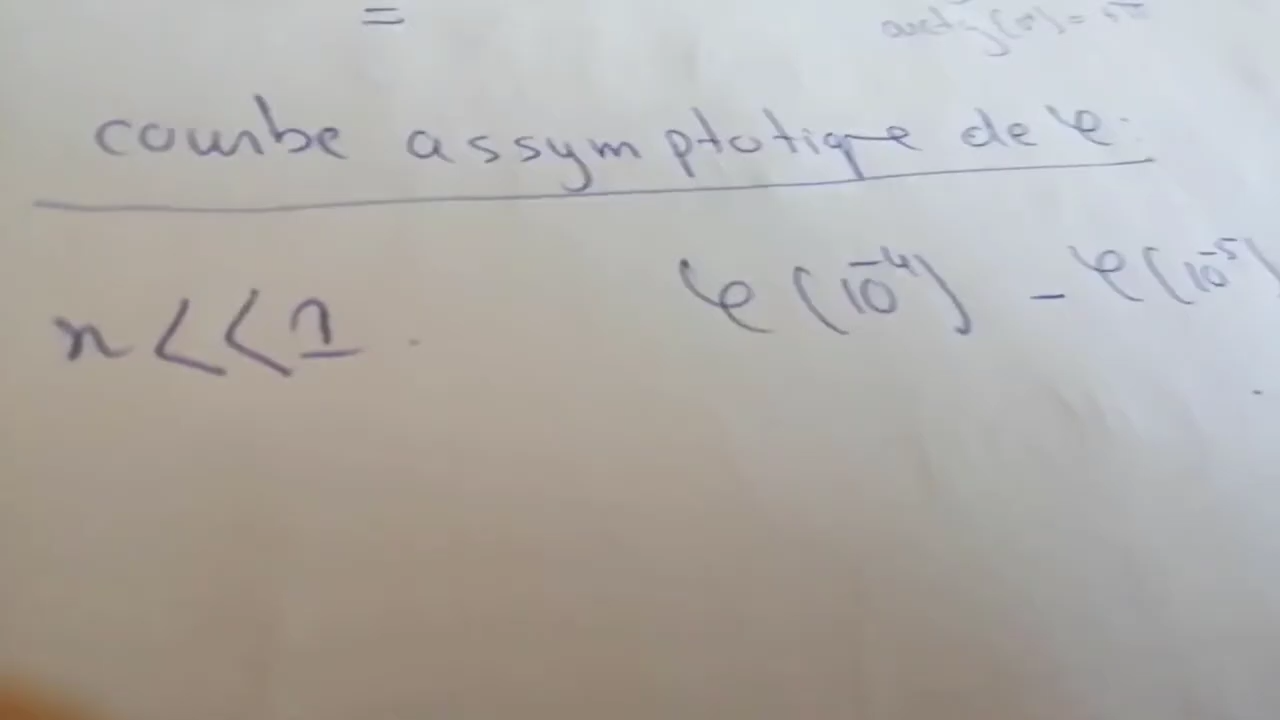 =
courbe assymptotique de φ.
x << 1. φ(10⁻⁴) - φ(10⁻⁵)